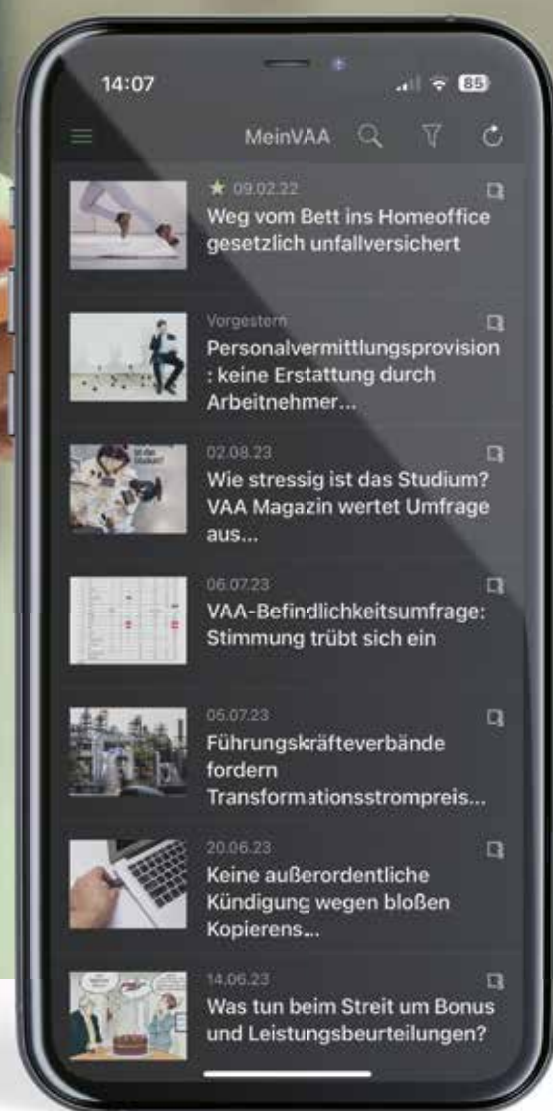 14:07
85
MeinVAA
09.02.22
Weg vom Bett ins Homeoffice
gesetzlich unfallversichert
Vorgestern
Personalvermittlungsprovision
: keine Erstattung durch
Arbeitnehmer...
02.08.23
Wie stressig ist das Studium?
VAA Magazin wertet Umfrage
aus...
06.07.23
VAA-Befindlichkeitsumfrage:
Stimmung trübt sich ein
05.07.23
Führungskräfteverbände
fordern
Transformationsstrompreis...
20.06.23
Keine außerordentliche
Kündigung wegen bloßen
Kopierens...
14.06.23
Was tun beim Streit um Bonus
und Leistungsbeurteilungen?